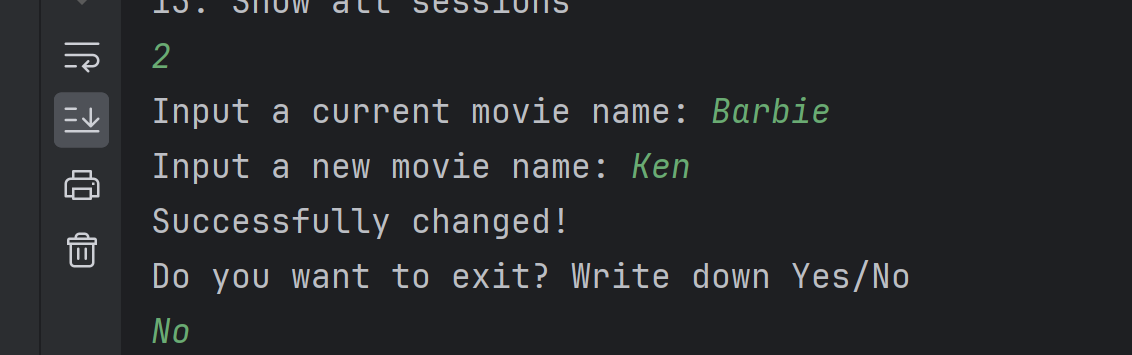 13. Show all sessions
2
Input a current movie name: Barbie
Input a new movie name: Ken
Successfully changed!
Do you want to exit? Write down Yes/No
No